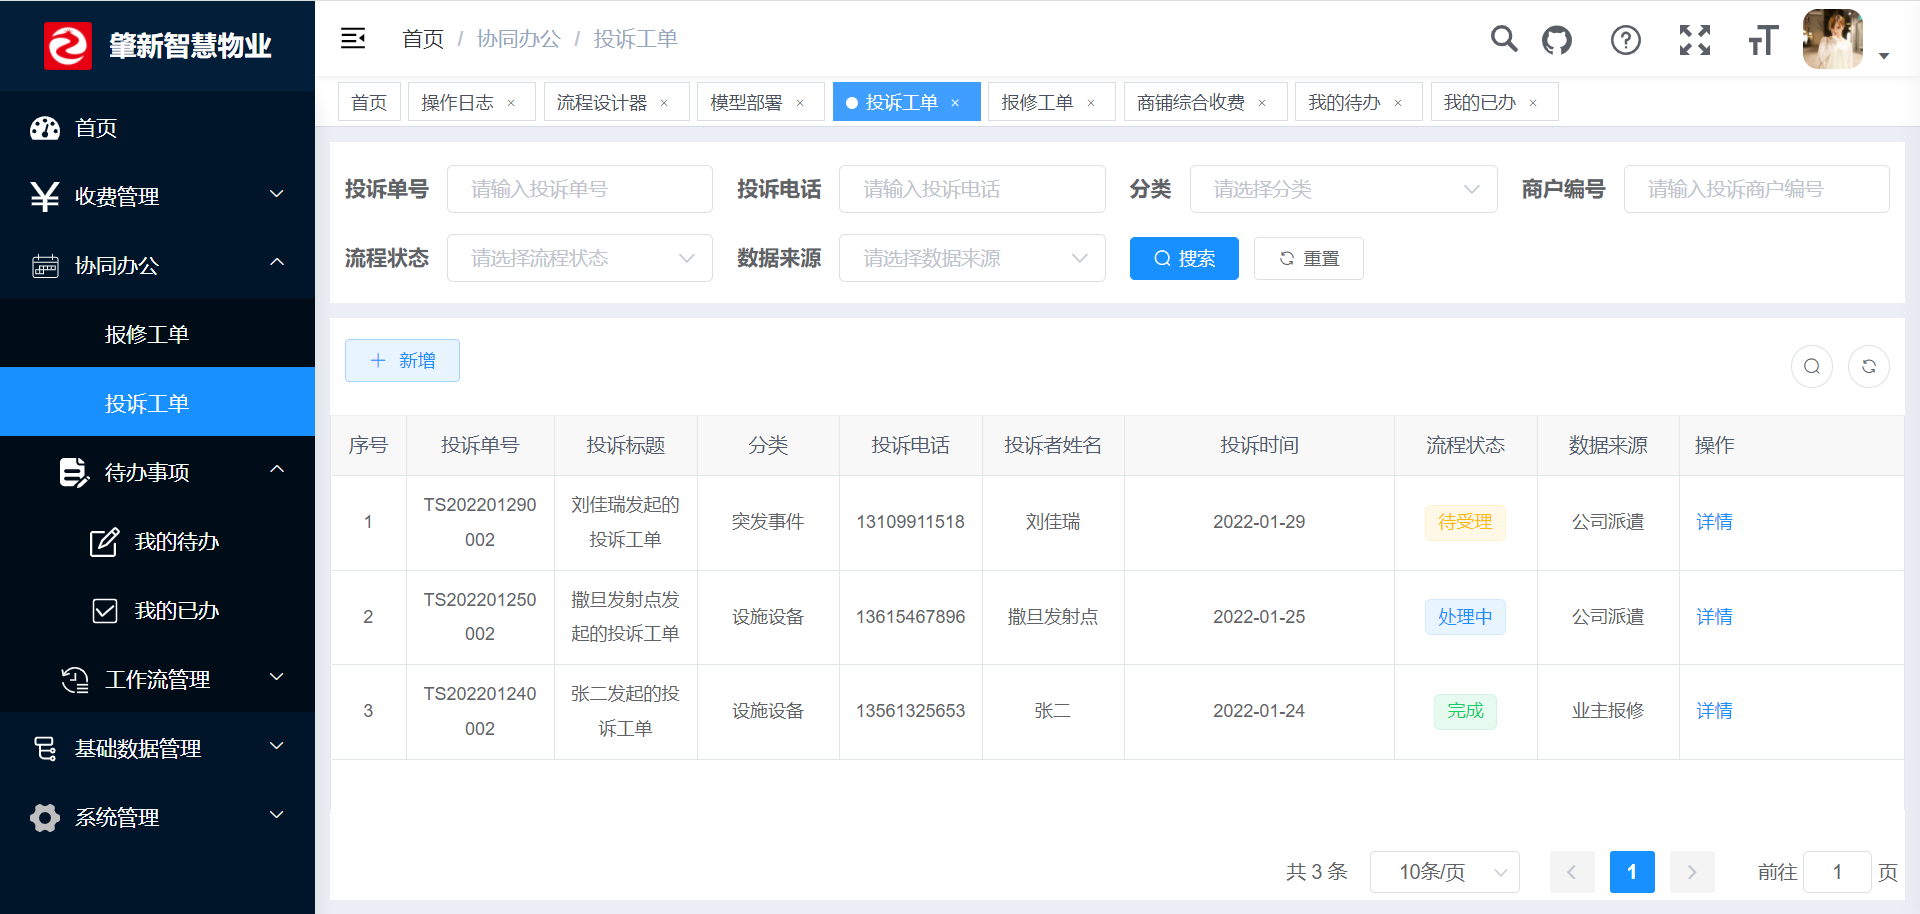 肇新智慧物业
首页
收费管理
协同办公
报修工单
投诉工单
待办事项
我的待办
我的已办
工作流管理
基础数据管理
系统管理
首页 / 协同办公 / 投诉工单
首页 操作日志 × 流程设计器 × 模型部署 × 投诉工单 × 报修工单 × 商铺综合收费 × 我的待办 × 我的已办 ×
投诉单号 请输入投诉单号 投诉电话 请输入投诉电话 分类 请选择分类 商户编号 请输入投诉商户编号
流程状态 请选择流程状态 数据来源 请选择数据来源 搜索 重置
+ 新增
序号 投诉单号 投诉标题 分类 投诉电话 投诉者姓名 投诉时间 流程状态 数据来源 操作
1 TS202201290002 刘佳瑞发起的投诉工单 突发事件 13109911518 刘佳瑞 2022-01-29 待受理 公司派遣 详情
2 TS202201250002 撒旦发射点发起的投诉工单 设施设备 13615467896 撒旦发射点 2022-01-25 处理中 公司派遣 详情
3 TS202201240002 张二发起的投诉工单 设施设备 13561325653 张二 2022-01-24 完成 业主报修 详情
共 3 条 10条/页 1 前往 1 页